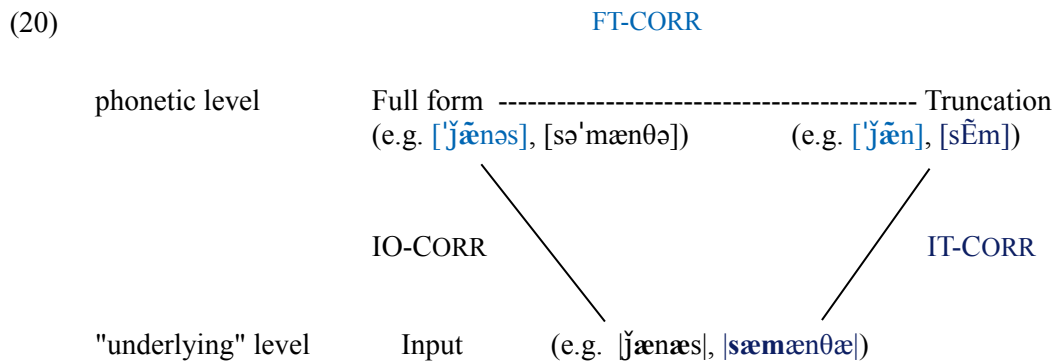 (20) FT-CORR
phonetic level Full form ------------------------------------------- Truncation
(e.g. [ˈǰæ̃nəs], [səˈmænθə]) (e.g. [ˈǰæ̃n], [sẼm])
IO-CORR IT-CORR
"underlying" level Input (e.g. |ǰænæs|, |sæmænθæ|)